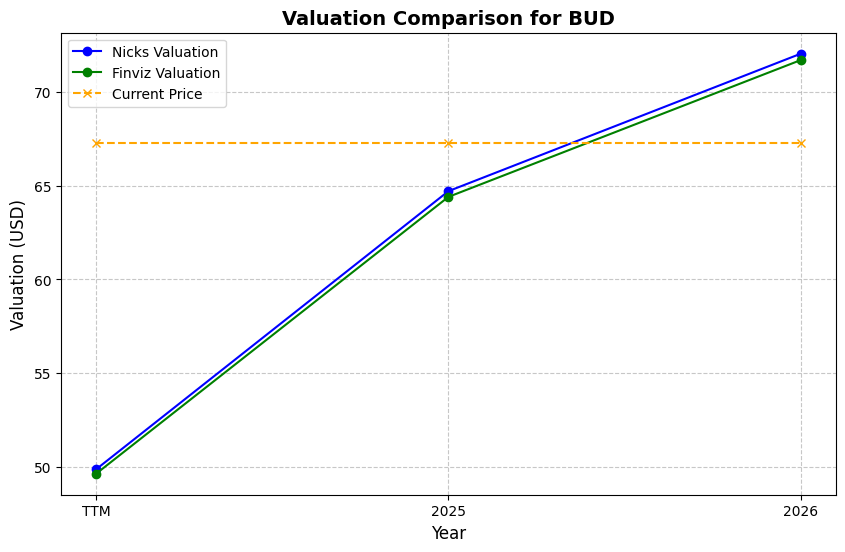 Valuation Comparison for BUD
Nicks Valuation
Finviz Valuation
Current Price
Valuation (USD)
70
65
60
55
50
TTM
2025
2026
Year